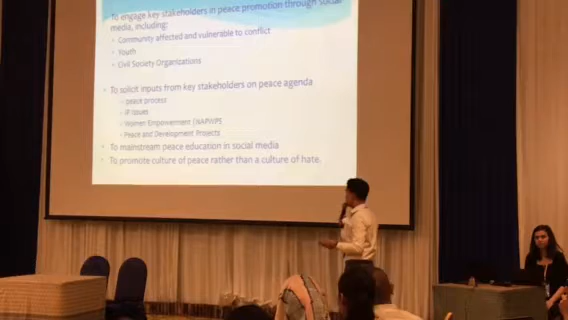 To engage key stakeholders in peace promotion through social
media, including:
• Community affected and vulnerable to conflict
• Youth
• Civil Society Organizations
• To solicit inputs from key stakeholders on peace agenda
– peace process
– IP Issues
– Women Empowerment (NAPWPS
– Peace and Development Projects
• To mainstream peace education in social media
• To promote culture of peace rather than a culture of hate.